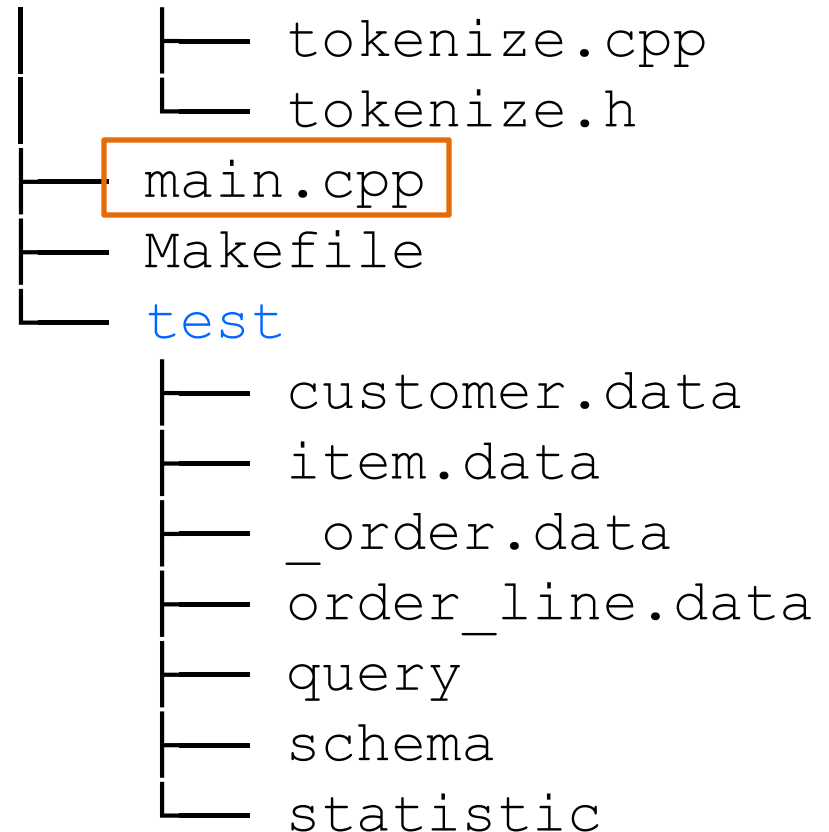 tokenize.cpp
tokenize.h
main.cpp
Makefile
test
customer.data
item.data
_order.data
order_line.data
query
schema
statistic